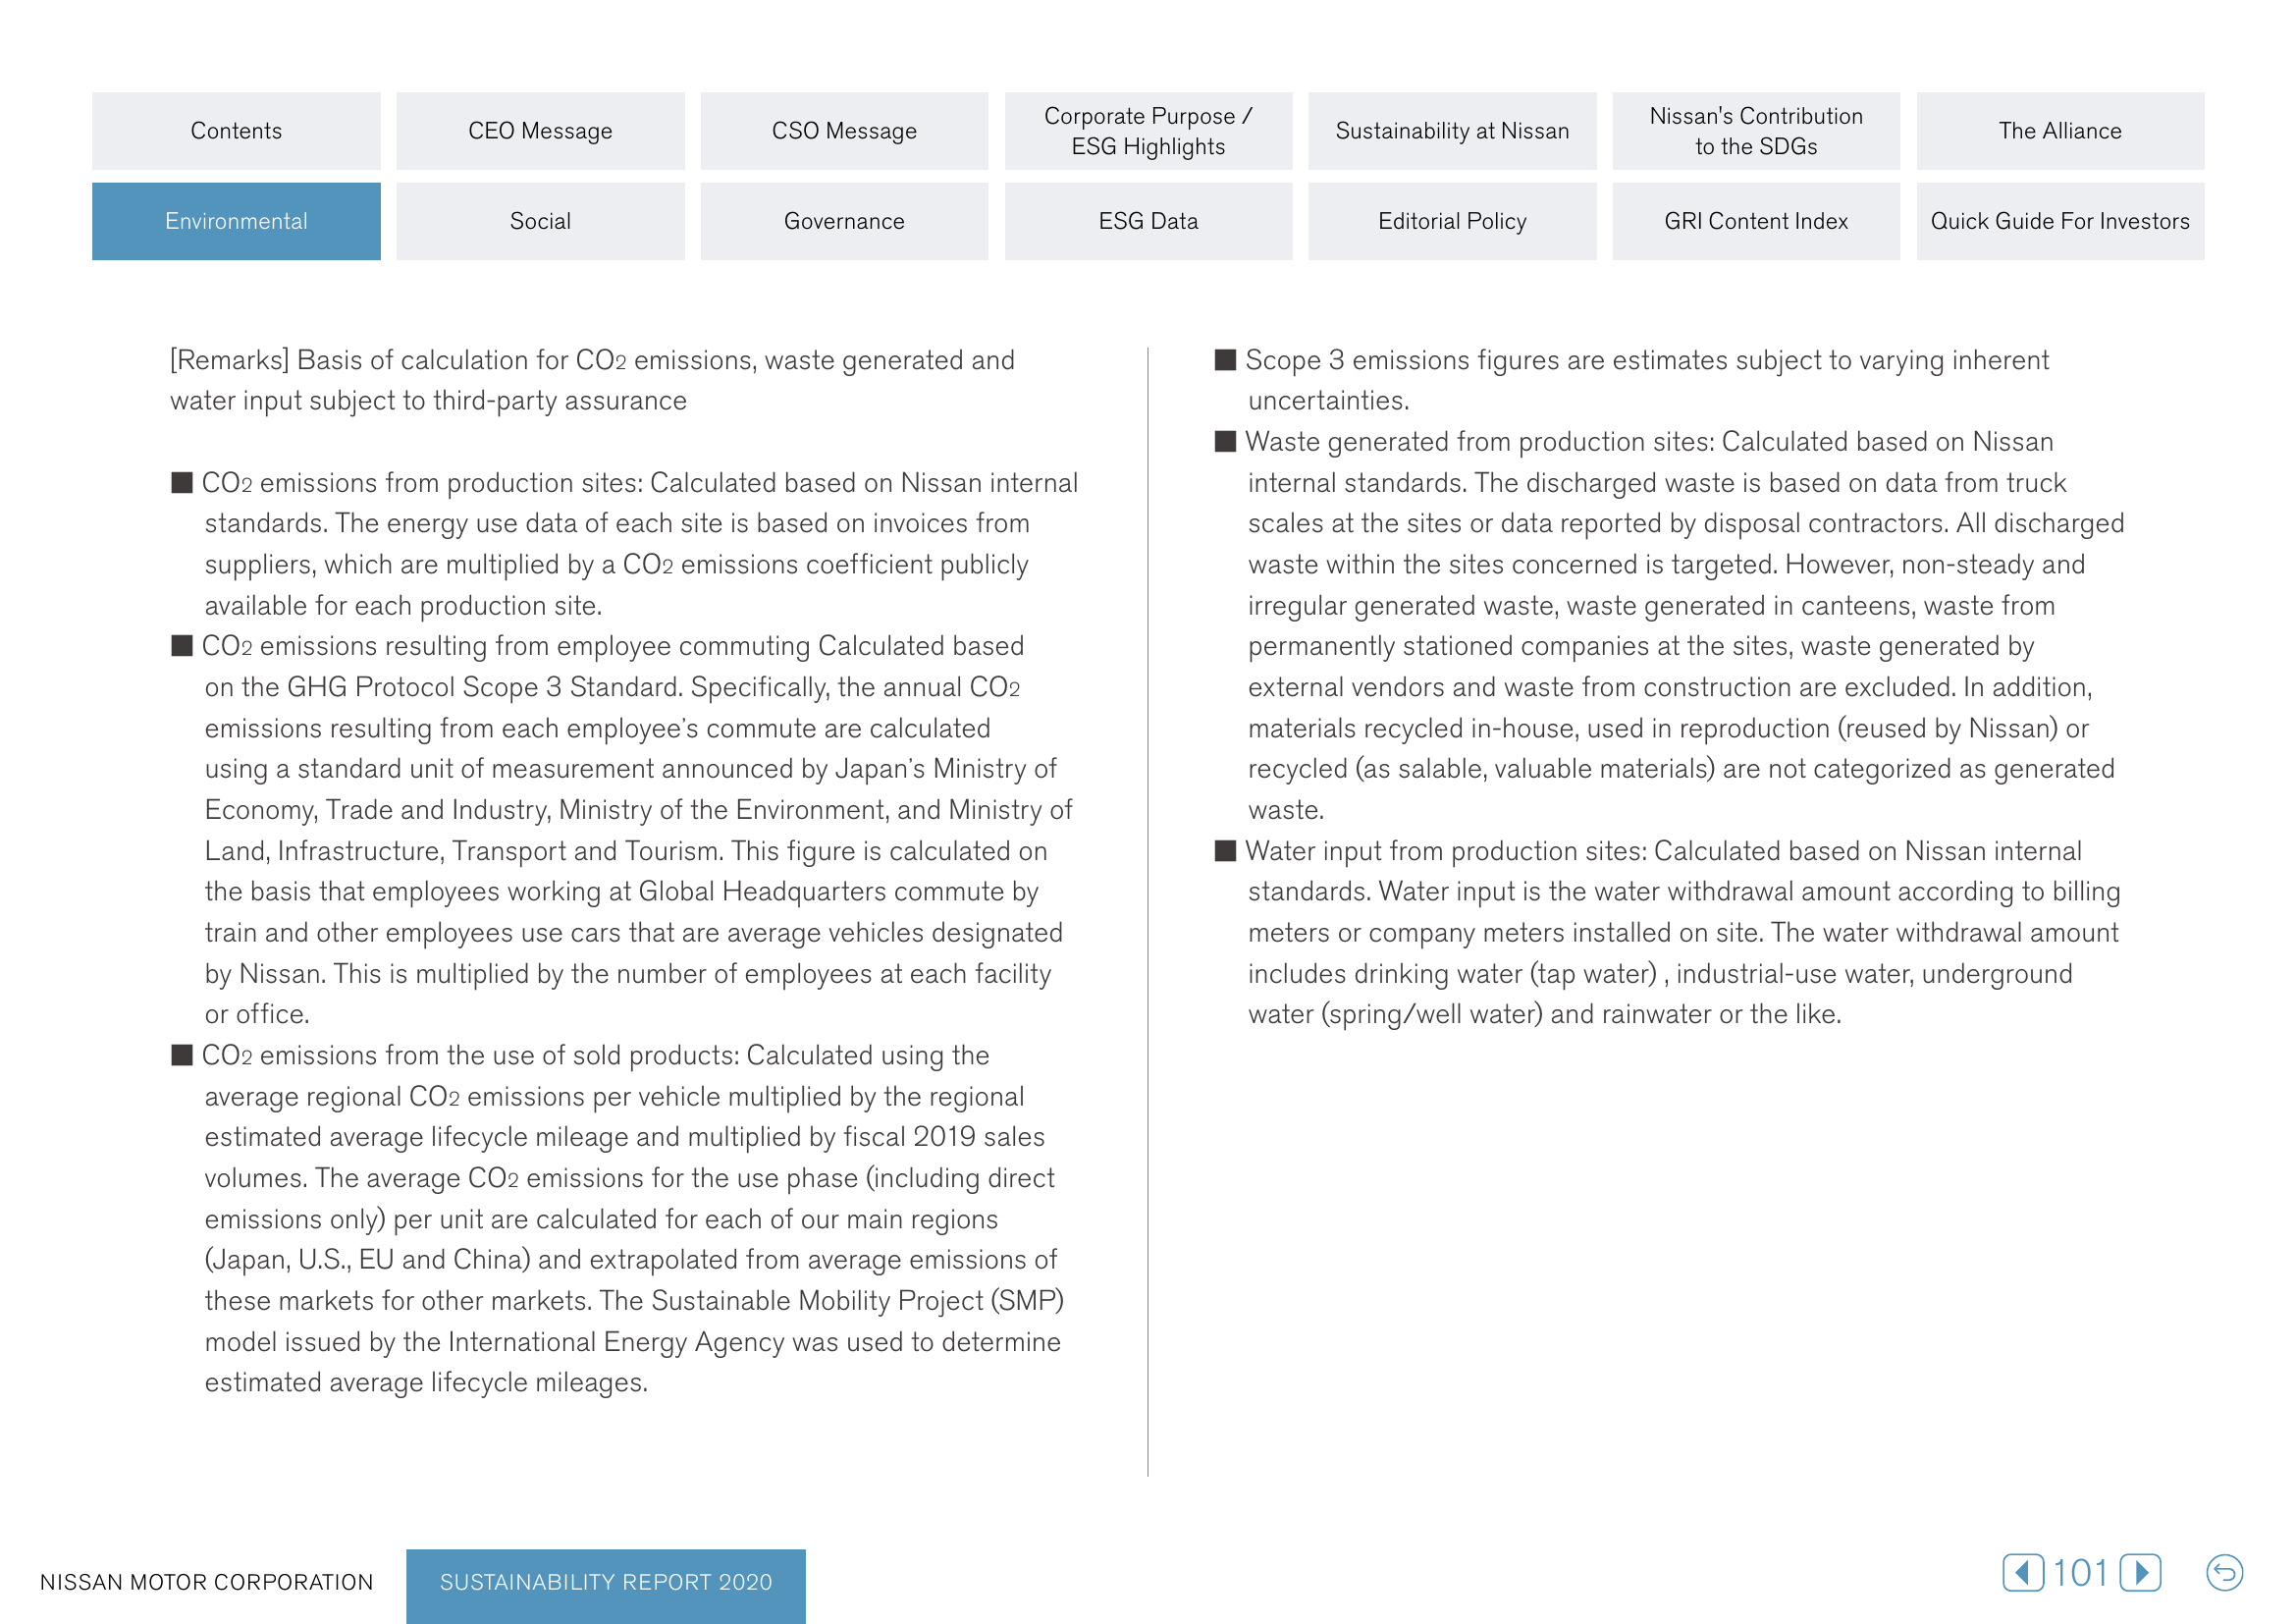 Contents
CEO Message
CSO Message
Corporate Purpose /
ESG Highlights
Sustainability at Nissan
Nissan's Contribution
to the SDGs
The Alliance
Environmental
Social
Governance
ESG Data
Editorial Policy
GRI Content Index
Quick Guide For Investors
[Remarks] Basis of calculation for CO2 emissions, waste generated and
water input subject to third-party assurance
■ CO2 emissions from production sites: Calculated based on Nissan internal
standards. The energy use data of each site is based on invoices from
suppliers, which are multiplied by a CO2 emissions coefficient publicly
available for each production site.
■ CO2 emissions resulting from employee commuting Calculated based
on the GHG Protocol Scope 3 Standard. Specifically, the annual CO2
emissions resulting from each employee's commute are calculated
using a standard unit of measurement announced by Japan's Ministry of
Economy, Trade and Industry, Ministry of the Environment, and Ministry of
Land, Infrastructure, Transport and Tourism. This figure is calculated on
the basis that employees working at Global Headquarters commute by
train and other employees use cars that are average vehicles designated
by Nissan. This is multiplied by the number of employees at each facility
or office.
■ CO2 emissions from the use of sold products: Calculated using the
average regional CO2 emissions per vehicle multiplied by the regional
estimated average lifecycle mileage and multiplied by fiscal 2019 sales
volumes. The average CO2 emissions for the use phase (including direct
emissions only) per unit are calculated for each of our main regions
(Japan, U.S., EU and China) and extrapolated from average emissions of
these markets for other markets. The Sustainable Mobility Project (SMP)
model issued by the International Energy Agency was used to determine
estimated average lifecycle mileages.
■ Scope 3 emissions figures are estimates subject to varying inherent
uncertainties.
■ Waste generated from production sites: Calculated based on Nissan
internal standards. The discharged waste is based on data from truck
scales at the sites or data reported by disposal contractors. All discharged
waste within the sites concerned is targeted. However, non-steady and
irregular generated waste, waste generated in canteens, waste from
permanently stationed companies at the sites, waste generated by
external vendors and waste from construction are excluded. In addition,
materials recycled in-house, used in reproduction (reused by Nissan) or
recycled (as salable, valuable materials) are not categorized as generated
waste.
■ Water input from production sites: Calculated based on Nissan internal
standards. Water input is the water withdrawal amount according to billing
meters or company meters installed on site. The water withdrawal amount
includes drinking water (tap water) , industrial-use water, underground
water (spring/well water) and rainwater or the like.
NISSAN MOTOR CORPORATION
SUSTAINABILITY REPORT 2020
101